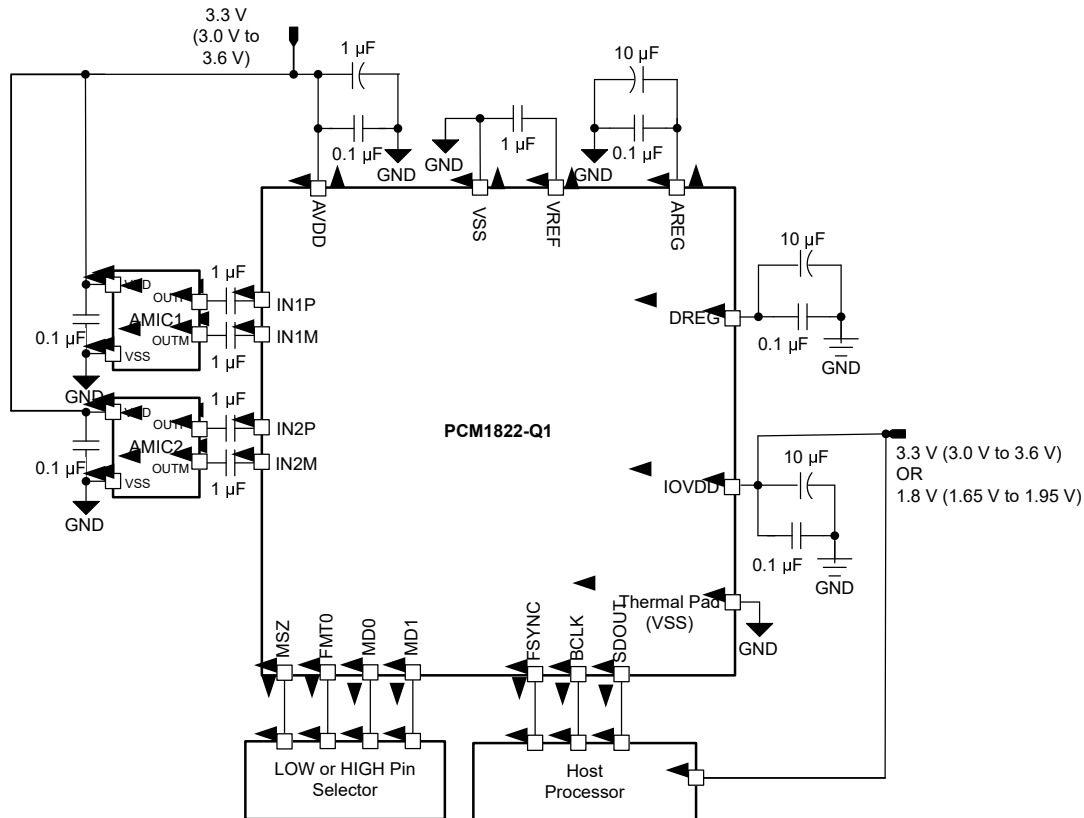 3.3 V
(3.0 V to
3.6 V)
1 µF
0.1 µF
GND
GND
1 µF
10 µF
0.1 µF
GND
AVDD
VSS
VREF
AREG
10 µF
DREG
0.1 µF
GND
1 µF
IN1P
OUTP
AMIC1
OUTM
IN1M
0.1 µF
VSS
1 µF
GND
1 µF
IN2P
AMIC2
OUTM
IN2M
0.1 µF
VSS
1 µF
GND
PCM1822-Q1
3.3 V (3.0 V to 3.6 V)
OR
1.8 V (1.65 V to 1.95 V)
10 µF
IOVDD
0.1 µF
GND
Thermal Pad
(VSS)
GND
MSZ
FMT0
MD0
MD1
FSYNC
BCLK
SDOUT
LOW or HIGH Pin
Selector
Host
Processor